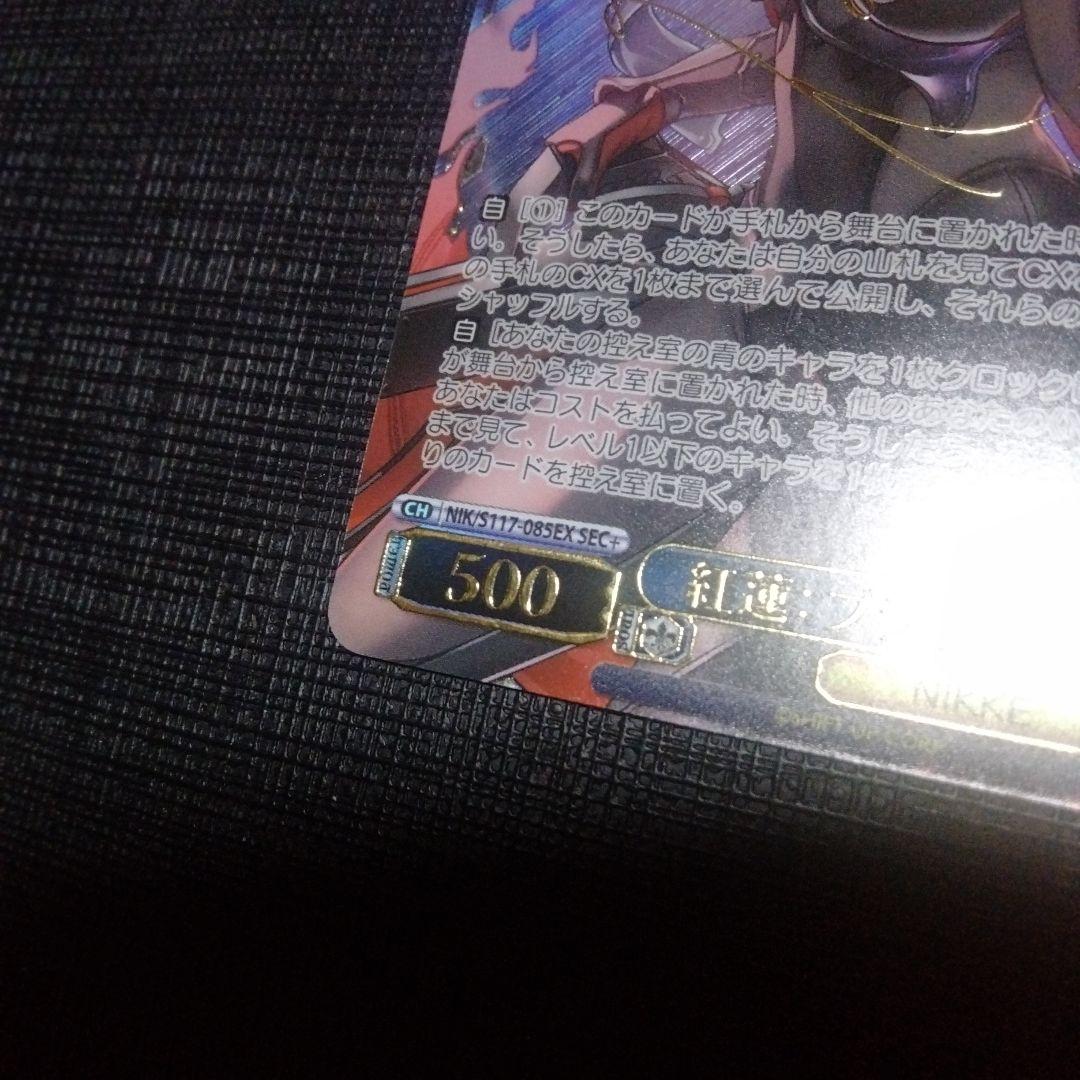 自 [①] このカードが手札から舞台に置かれた時
い。そうしたら、あなたは自分の山札を見てCXを
の手札のCXを1枚まで選んで公開し、それらの
シャッフルする。
自 [あなたの控え室の青のキャラを1枚クロック
が舞台から控え室に置かれた時、他のあなたの
あなたはコストを払ってよい。そうしたら
まで見て、レベル1以下のキャラを1
りのカードを控え室に置く。
CH NIK/S117-085EX SEC+
power 500
紅蓮:ブ
soul
NIKKE